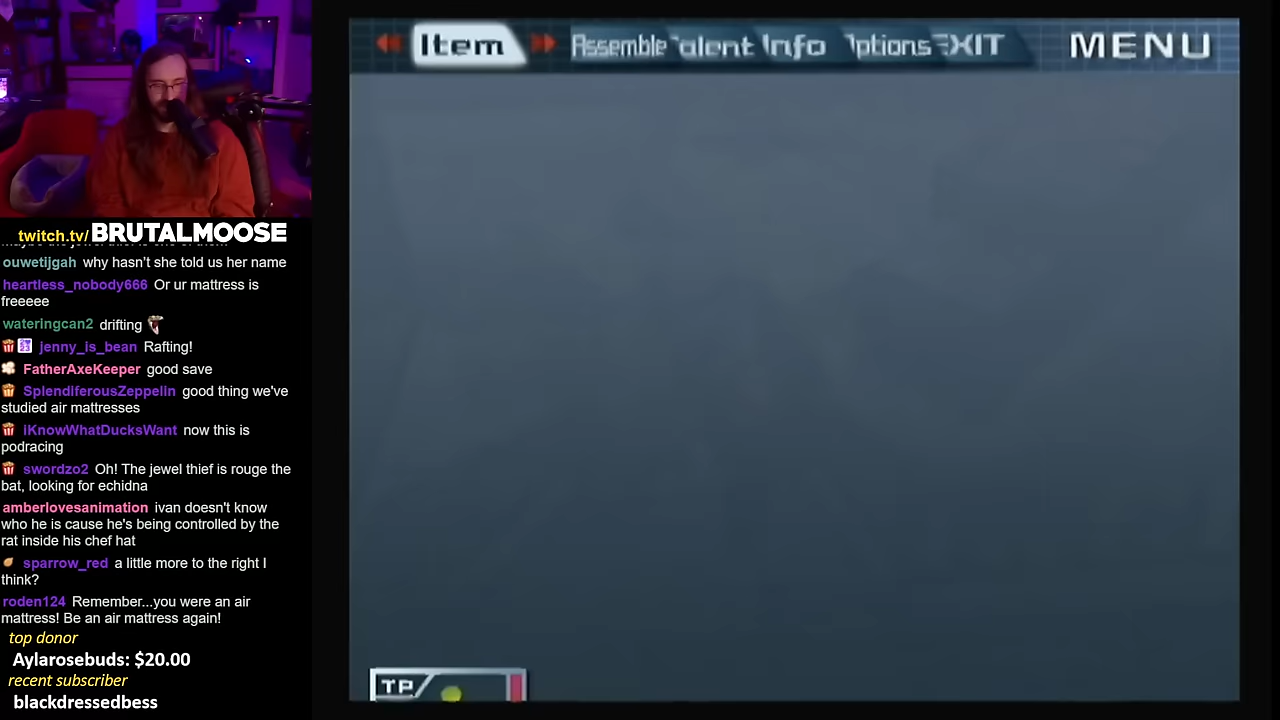 Item Assemble Talent Info Options EXIT MENU
twitch.tv/BRUTALMOOSE
ouwetijgah why hasn't she told us her name
heartless_nobody666 Or ur mattress is
freeeee
wateringcan2 drifting
jenny_is_bean Rafting!
FatherAxeKeeper good save
SplendiferousZeppelin good thing we've
studied air mattresses
iKnowWhatDucksWant now this is
podracing
swordzo2 Oh! The jewel thief is rouge the
bat, looking for echidna
amberlovesanimation ivan doesn't know
who he is cause he's being controlled by the
rat inside his chef hat
sparrow_red a little more to the right I
think?
roden124 Remember...you were an air
mattress! Be an air mattress again!
top donor
Aylarosebuds: $20.00
recent subscriber
blackdressedbess
TP